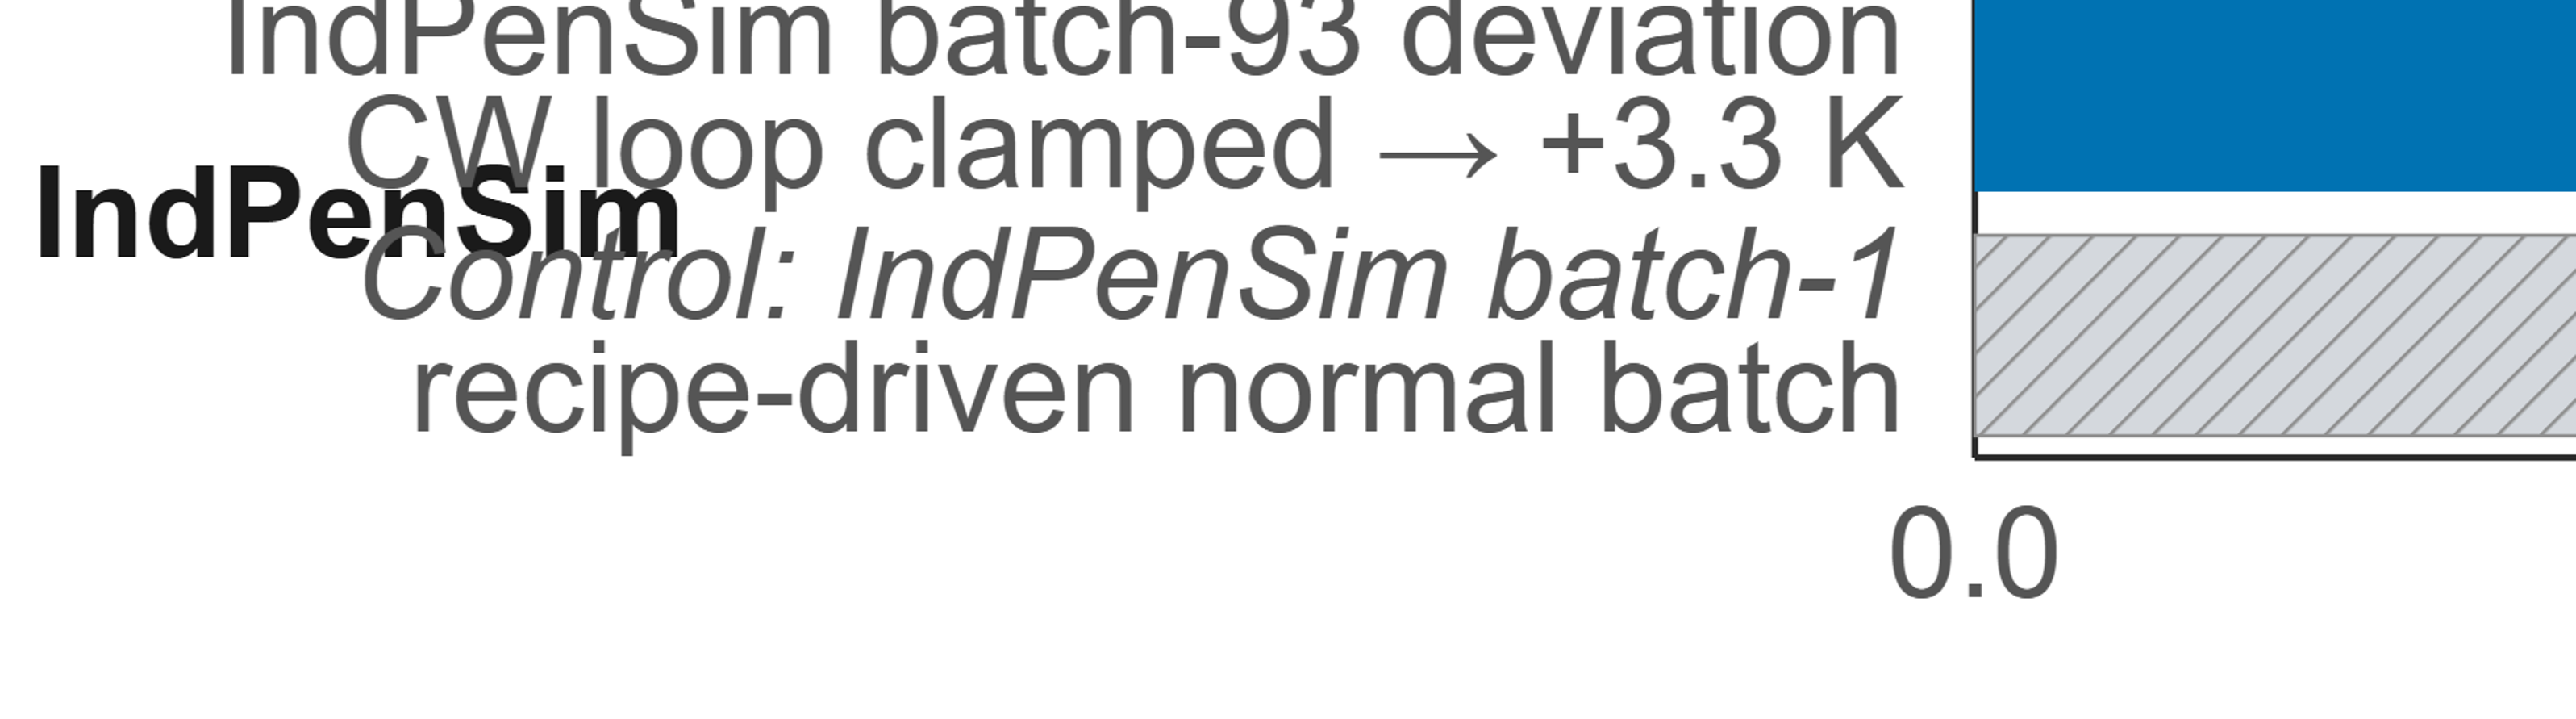 IndPenSim batch-93 deviation
CW loop clamped → +3.3 K
IndPenSim
Control: IndPenSim batch-1
recipe-driven normal batch
0.0